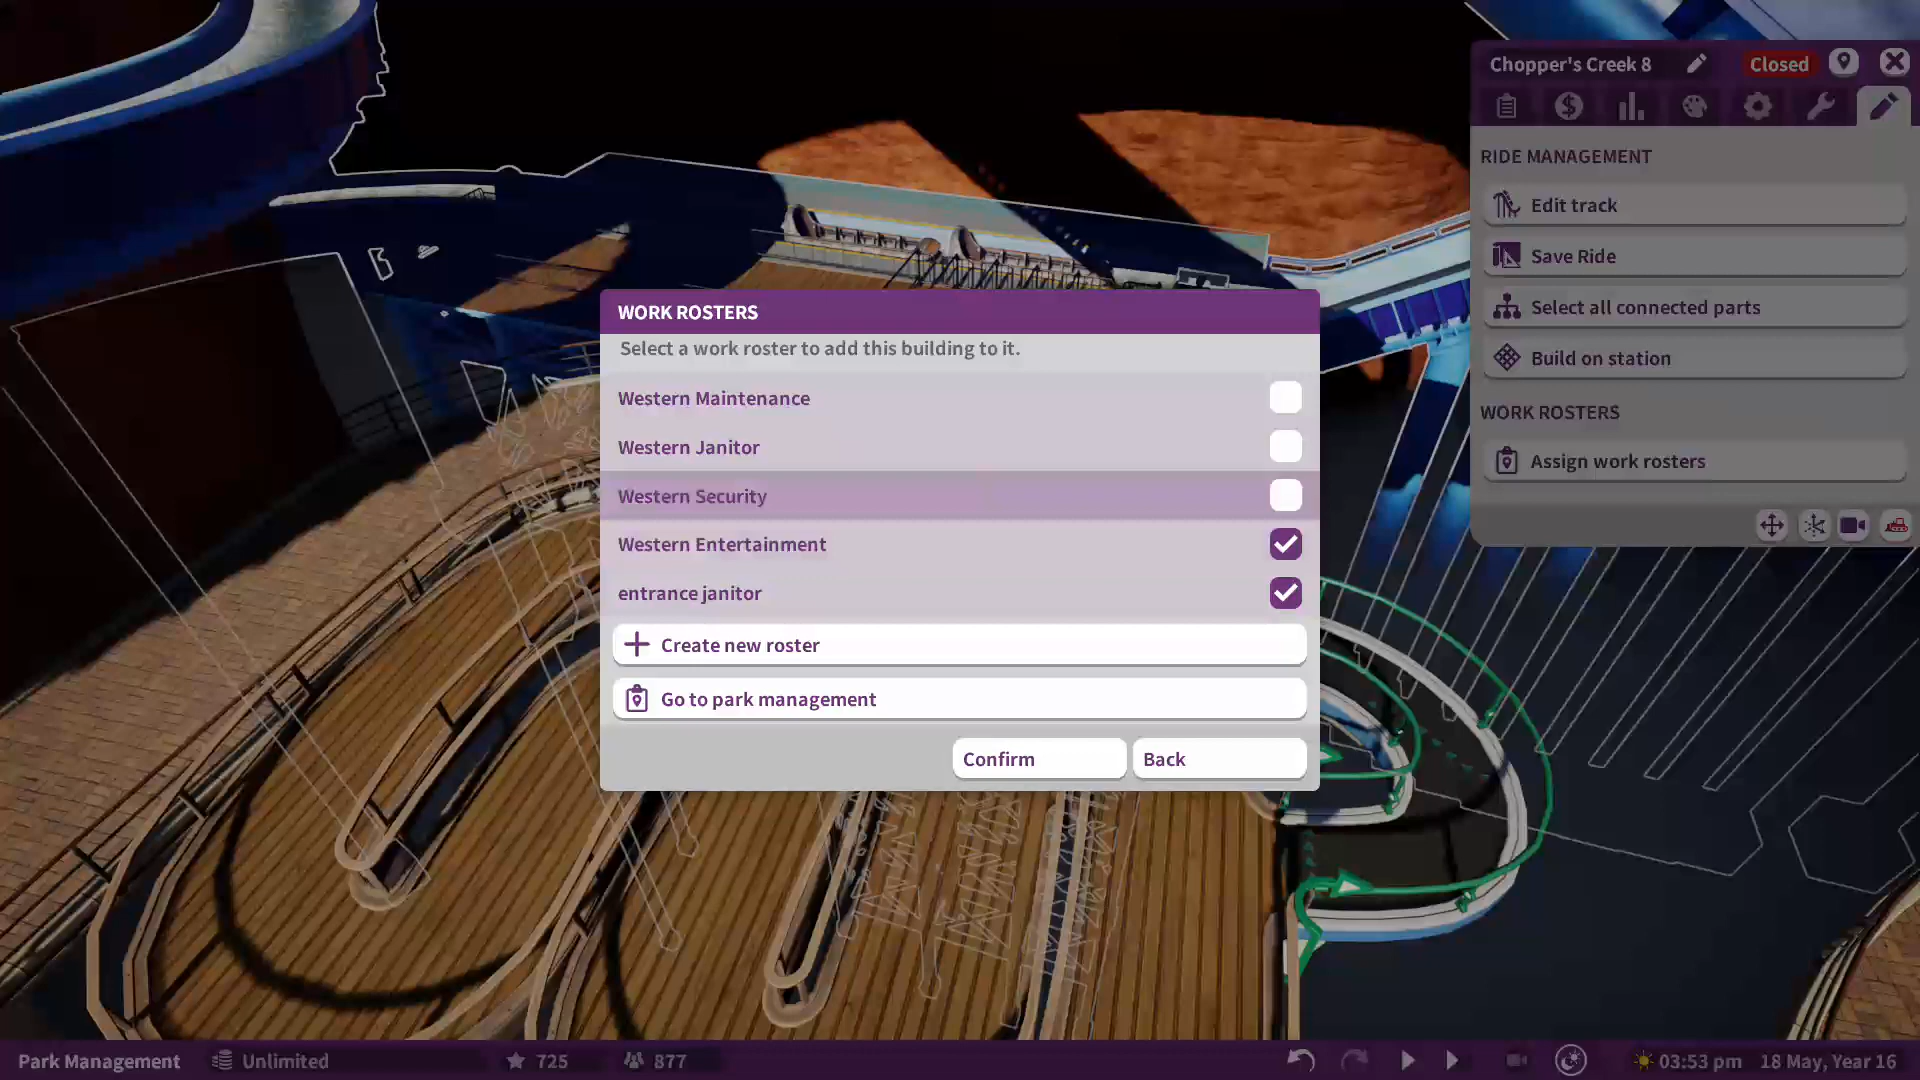 Chopper's Creek 8
Closed
RIDE MANAGEMENT
Edit track
Save Ride
Select all connected parts
Build on station
WORK ROSTERS
Assign work rosters
WORK ROSTERS
Select a work roster to add this building to it.
Western Maintenance
Western Janitor
Western Security
Western Entertainment
entrance janitor
Create new roster
Go to park management
Confirm
Back
Park Management
Unlimited
725
877
03:53 pm
18 May, Year 16